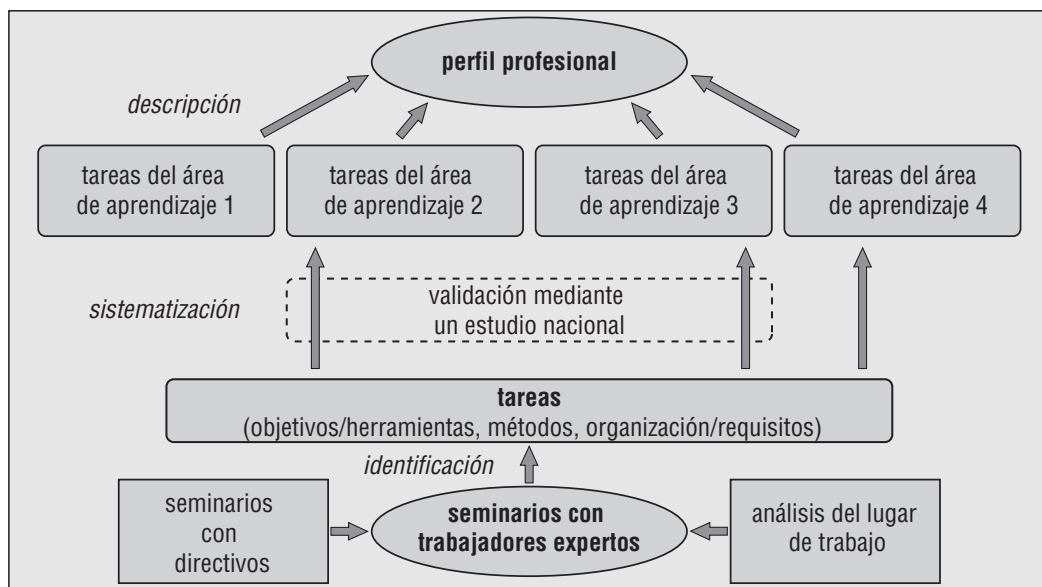 perfil profesional
descripción
tareas del área
de aprendizaje 1
tareas del área
de aprendizaje 2
tareas del área
de aprendizaje 3
tareas del área
de aprendizaje 4
sistematización
validación mediante
un estudio nacional
tareas
(objetivos/herramientas, métodos, organización/requisitos)
identificación
seminarios
con
directivos
seminarios con
trabajadores expertos
análisis del lugar
de trabajo